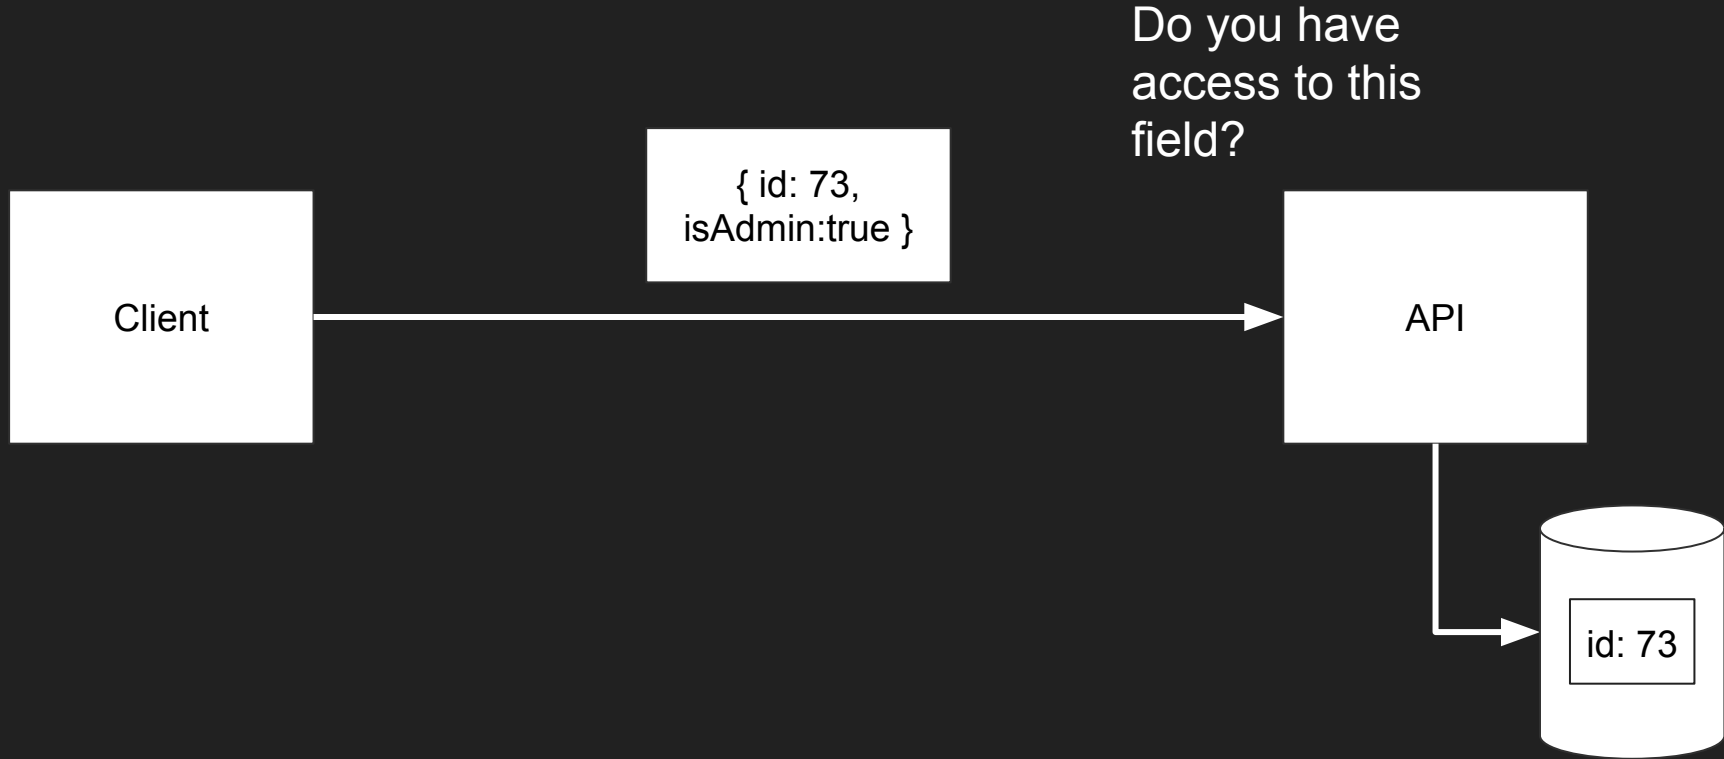 Do you have
access to this
field?
{ id: 73,
isAdmin:true }
Client
API
id: 73